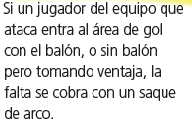 Si un jugador del equipo que
ataca entra al área de gol
con el balón, o sin balón
pero tomando ventaja, la
falta se cobra con un saque
de arco.